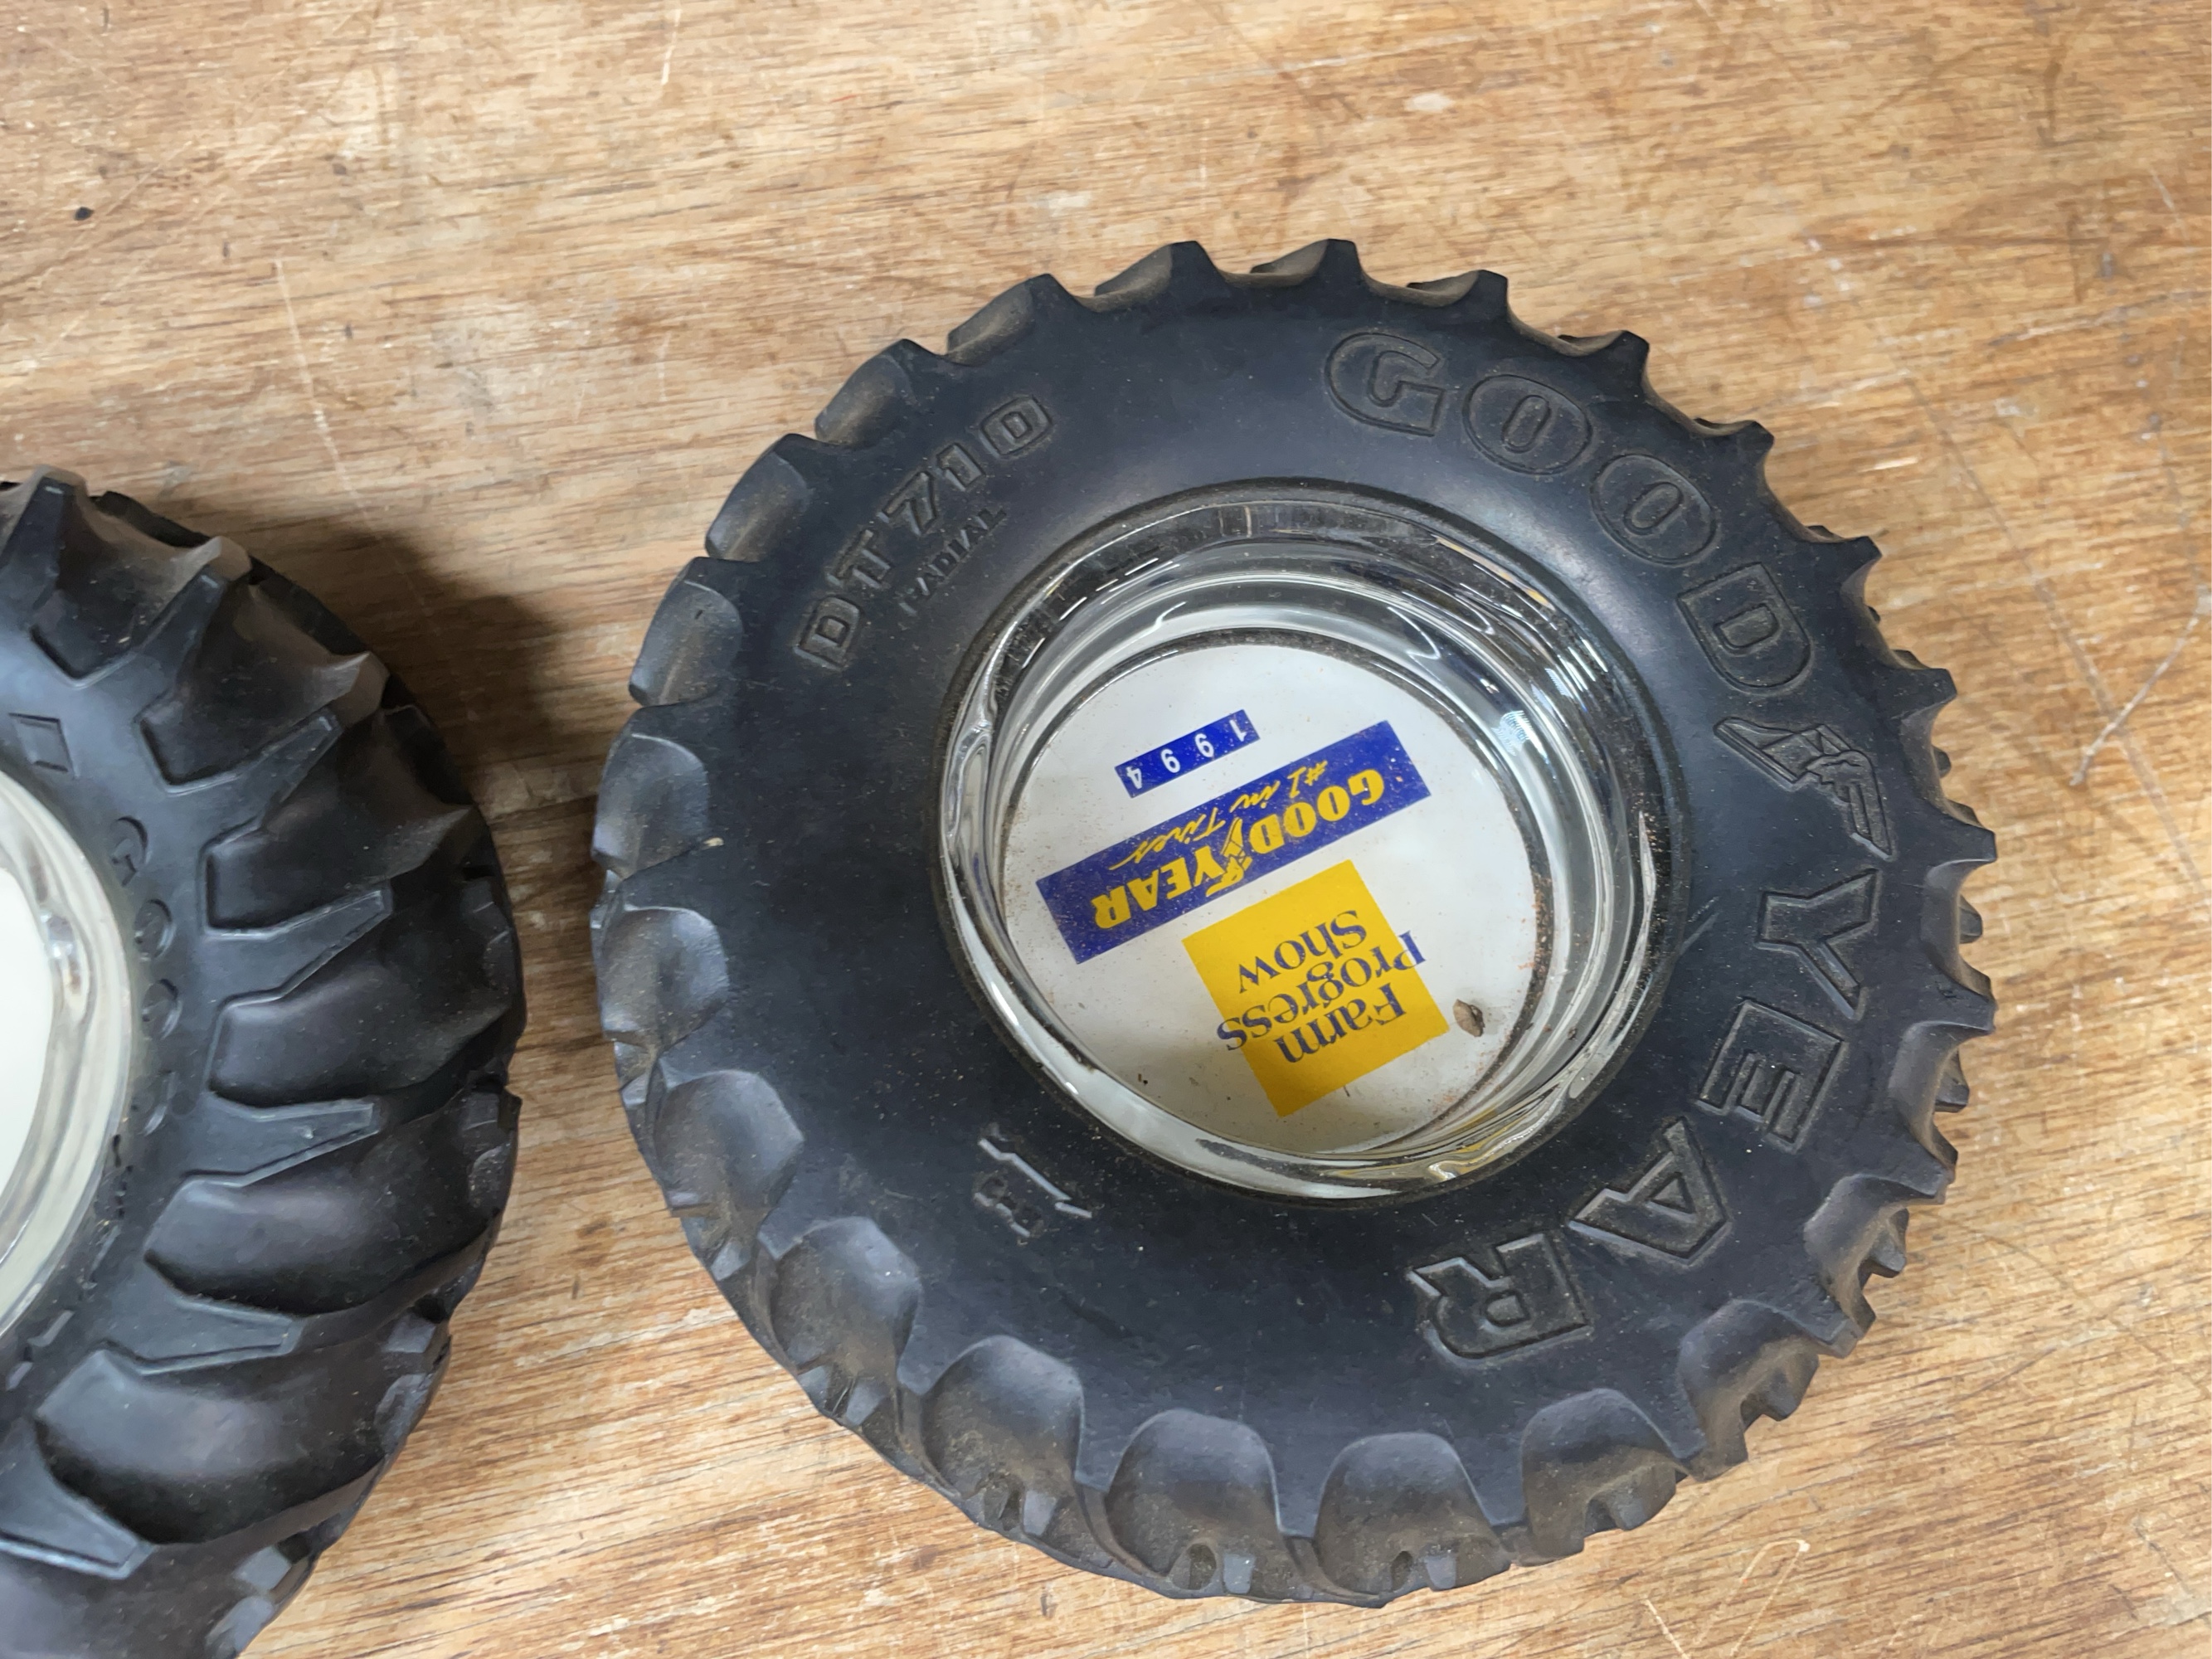 GOODYEAR
DT710
RADIAL
Farm
Progress
Show
GOODYEAR
#1 in Tires
1994